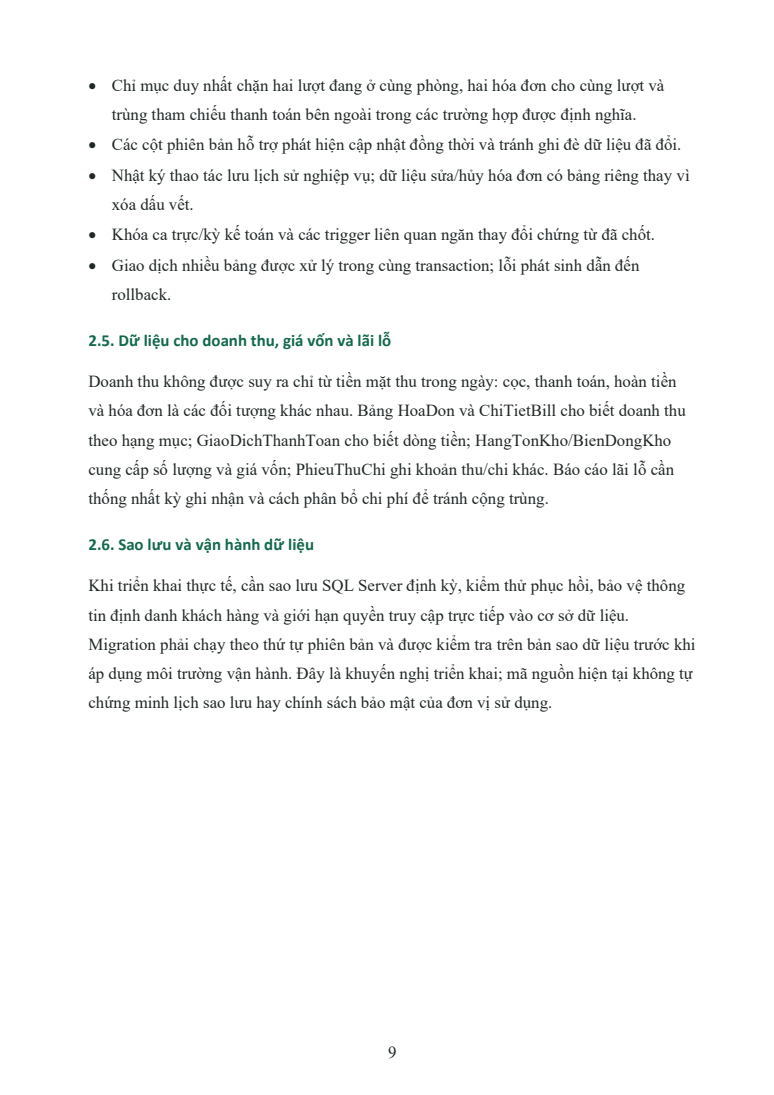 • Chỉ mục duy nhất chặn hai lượt đang ở cùng phòng, hai hóa đơn cho cùng lượt và
trùng tham chiếu thanh toán bên ngoài trong các trường hợp được định nghĩa.
• Các cột phiên bản hỗ trợ phát hiện cập nhật đồng thời và tránh ghi đè dữ liệu đã đổi.
• Nhật ký thao tác lưu lịch sử nghiệp vụ; dữ liệu sửa/hủy hóa đơn có bảng riêng thay vì
xóa dấu vết.
• Khóa ca trực/kỳ kế toán và các trigger liên quan ngăn thay đổi chứng từ đã chốt.
• Giao dịch nhiều bảng được xử lý trong cùng transaction; lỗi phát sinh dẫn đến
rollback.
2.5. Dữ liệu cho doanh thu, giá vốn và lãi lỗ
Doanh thu không được suy ra chỉ từ tiền mặt thu trong ngày: cọc, thanh toán, hoàn tiền
và hóa đơn là các đối tượng khác nhau. Bảng HoaDon và ChiTietBill cho biết doanh thu
theo hạng mục; GiaoDichThanhToan cho biết dòng tiền; HangTonKho/BienDongKho
cung cấp số lượng và giá vốn; PhieuThuChi ghi khoản thu/chi khác. Báo cáo lãi lỗ cần
thống nhất kỳ ghi nhận và cách phân bổ chi phí để tránh cộng trùng.
2.6. Sao lưu và vận hành dữ liệu
Khi triển khai thực tế, cần sao lưu SQL Server định kỳ, kiểm thử phục hồi, bảo vệ thông
tin định danh khách hàng và giới hạn quyền truy cập trực tiếp vào cơ sở dữ liệu.
Migration phải chạy theo thứ tự phiên bản và được kiểm tra trên bản sao dữ liệu trước khi
áp dụng môi trường vận hành. Đây là khuyến nghị triển khai; mã nguồn hiện tại không tự
chứng minh lịch sao lưu hay chính sách bảo mật của đơn vị sử dụng.
9